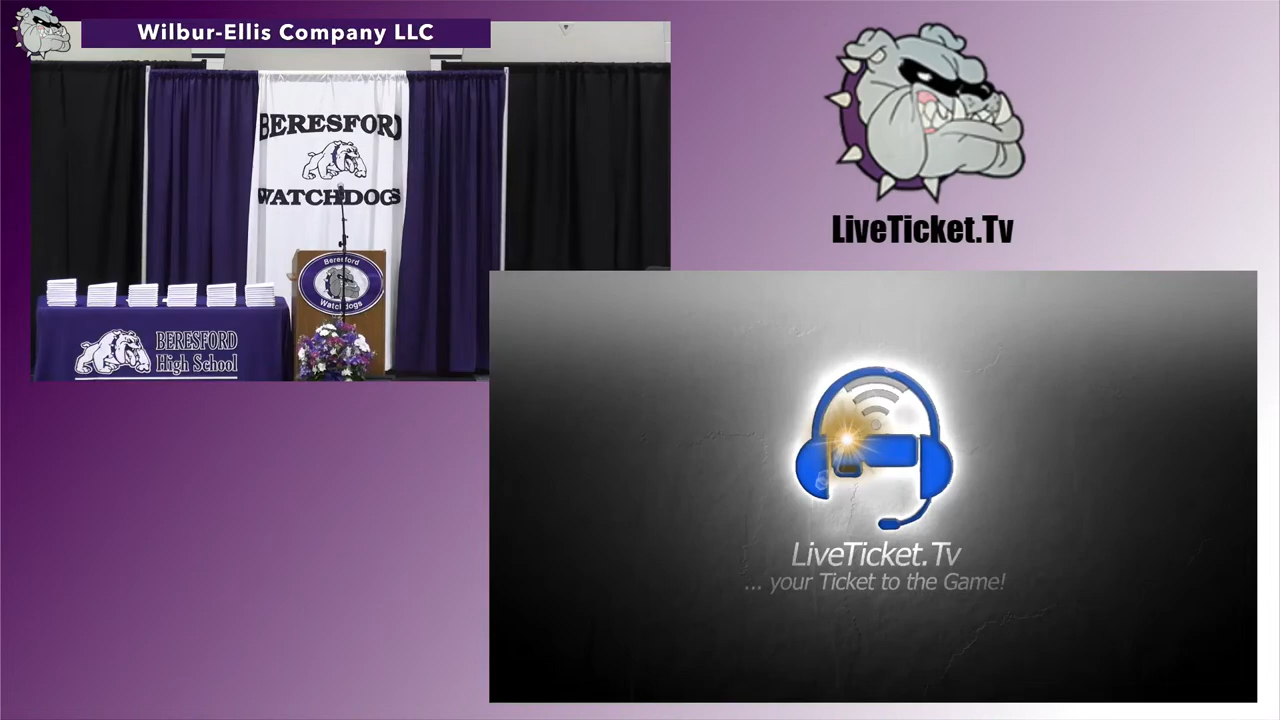 Wilbur-Ellis Company LLC
BERESFORD
WATCHDOGS
Beresford
Watchdogs
BERESFORD
High School
LiveTicket.Tv
LiveTicket.Tv
... your Ticket to the Game!